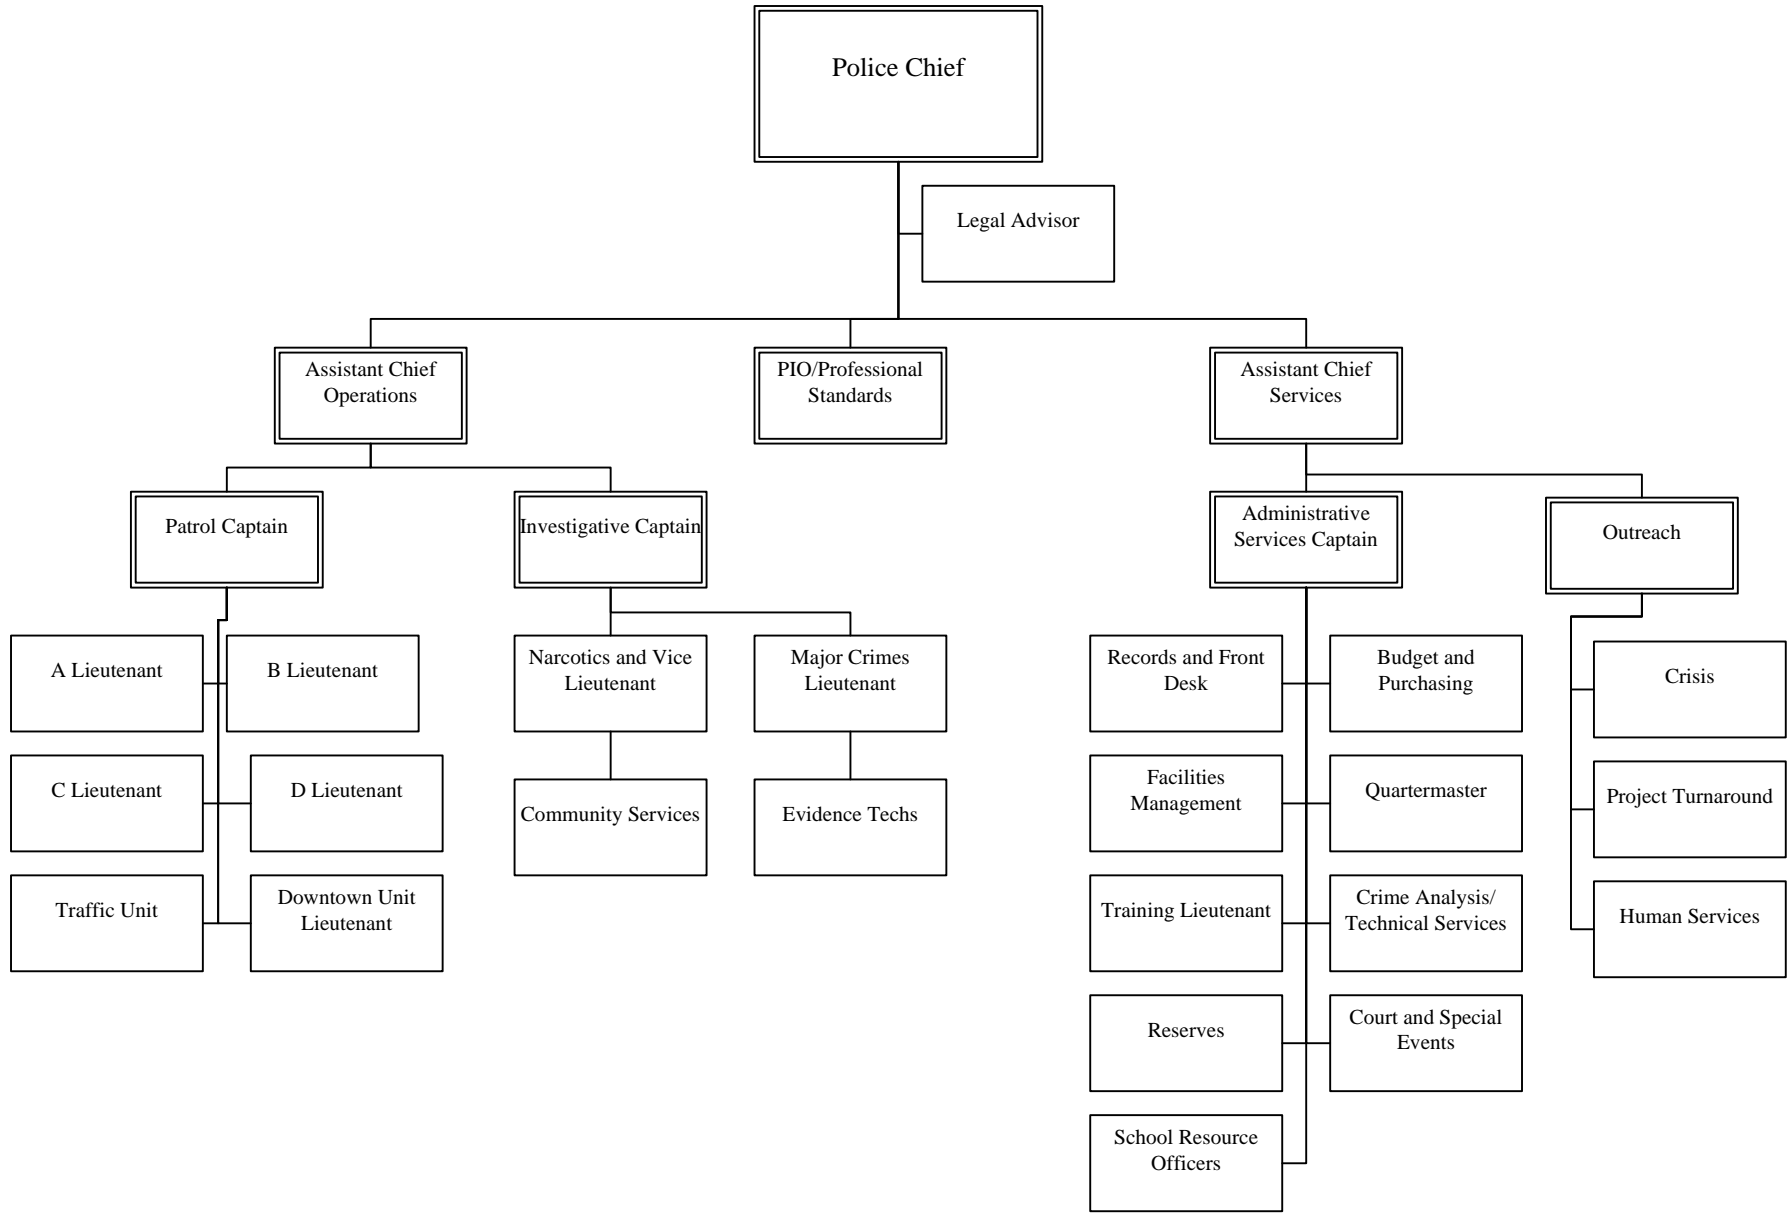 Police Chief
Legal Advisor
Assistant Chief
Operations
PIO/Professional
Standards
Assistant Chief
Services
Patrol Captain
Investigative Captain
Administrative
Services Captain
Outreach
A Lieutenant
B Lieutenant
Narcotics and Vice
Lieutenant
Major Crimes
Lieutenant
Records and Front
Desk
Budget and
Purchasing
Crisis
C Lieutenant
D Lieutenant
Community Services
Evidence Techs
Facilities
Management
Quartermaster
Project Turnaround
Traffic Unit
Downtown Unit
Lieutenant
Training Lieutenant
Crime Analysis/
Technical Services
Human Services
Reserves
Court and Special
Events
School Resource
Officers